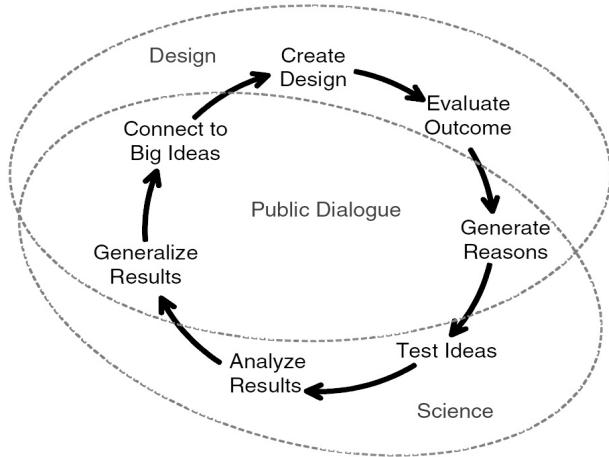 Design
Create
Design
Evaluate
Outcome
Connect to
Big Ideas
Public Dialogue
Generate
Reasons
Generalize
Results
Test Ideas
Analyze
Results
Science